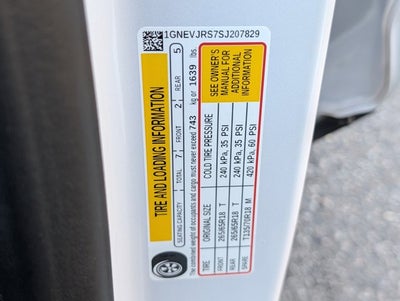 1GNEVJRS7SJ207829
TIRE AND LOADING INFORMATION
SEATING CAPACITY TOTAL 7 FRONT 2 REAR 5
The combined weight of occupants and cargo must never exceed 743 kg or 1639 lbs.
TIRE ORIGINAL SIZE COLD TIRE PRESSURE
FRONT 265/65R18 T 240 kPa, 35 PSI
REAR 265/65R18 T 240 kPa, 35 PSI
SPARE T135/70R18 M 420 kPa, 60 PSI
SEE OWNER'S
MANUAL FOR
ADDITIONAL
INFORMATION